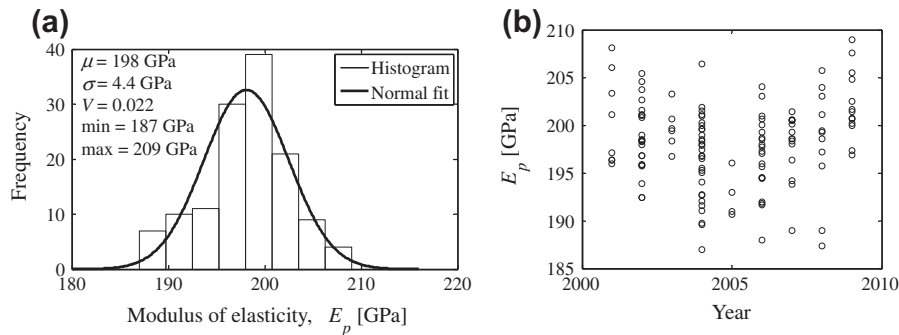 (a)
40
30
20
10
0
Frequency
μ = 198 GPa
σ = 4.4 GPa
V = 0.022
min = 187 GPa
max = 209 GPa
Histogram
Normal fit
180 190 200 210 220
Modulus of elasticity, E_p [GPa]
(b)
210
205
200
195
190
185
E_p [GPa]
2000 2005 2010
Year